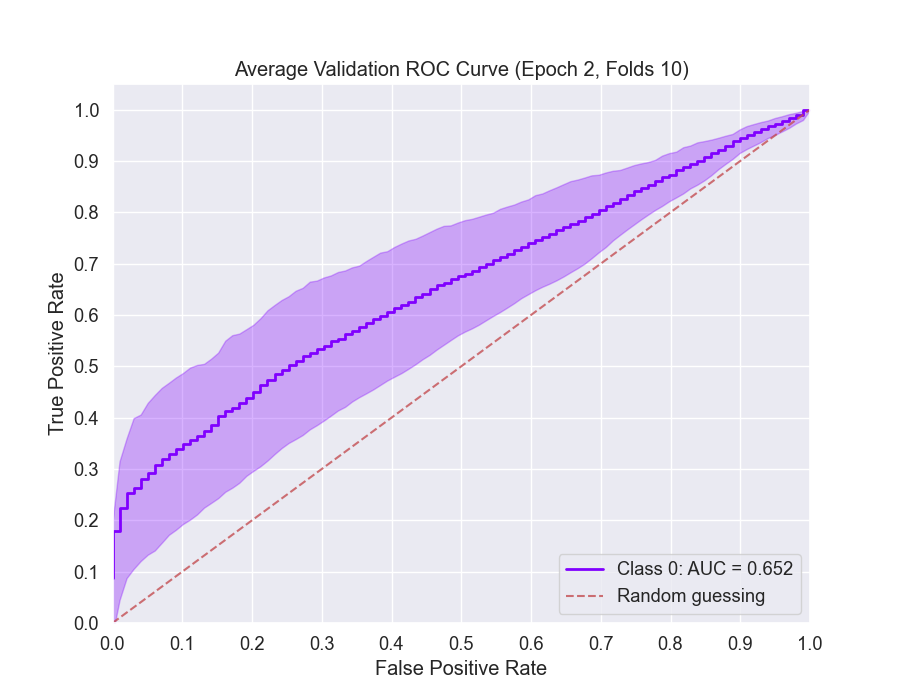 Average Validation ROC Curve (Epoch 2, Folds 10)
True Positive Rate
1.0
0.9
0.8
0.7
0.6
0.5
0.4
0.3
0.2
0.1
0.0
Class 0: AUC = 0.652
Random guessing
0.0 0.1 0.2 0.3 0.4 0.5 0.6 0.7 0.8 0.9 1.0
False Positive Rate